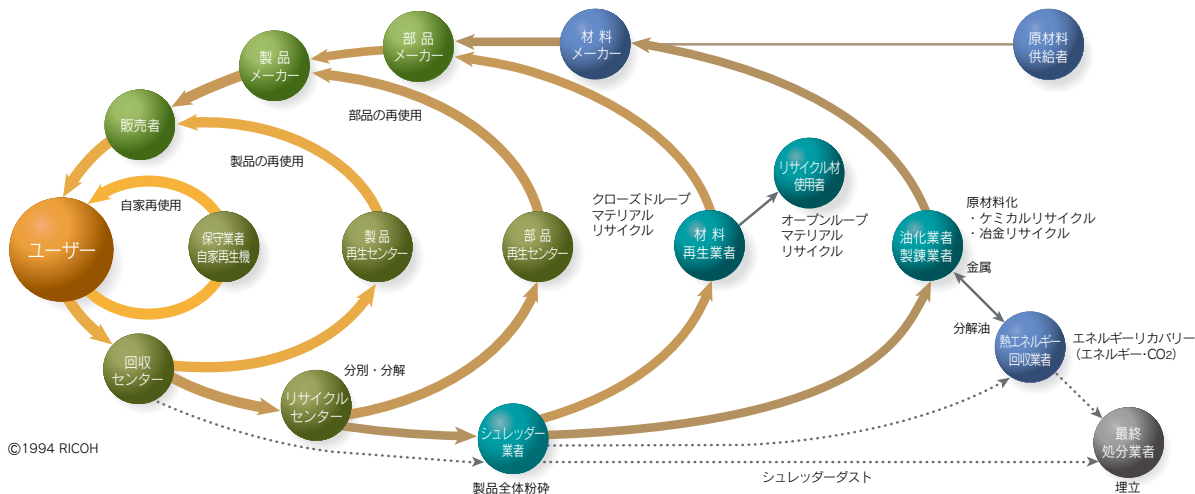 部 品
メーカー
材 料
メーカー
原材料
供給者
製 品
メーカー
部品の再使用
販売者
製品の再使用
自家再使用
ユーザー
保守業者
自家再生機
製 品
再生センター
部 品
再生センター
クローズドループ
マテリアル
リサイクル
材 料
再生業者
リサイクル材
使用者
オープンループ
マテリアル
リサイクル
原材料化
・ケミカルリサイクル
・冶金リサイクル
油化業者
製錬業者
金属
分解油
熱エネルギー
回収業者
エネルギーリカバリー
（エネルギー・CO2）
回収
センター
分別・分解
リサイクル
センター
シュレッダー
業者
製品全体粉砕
シュレッダーダスト
最終
処分業者
埋立
©1994 RICOH